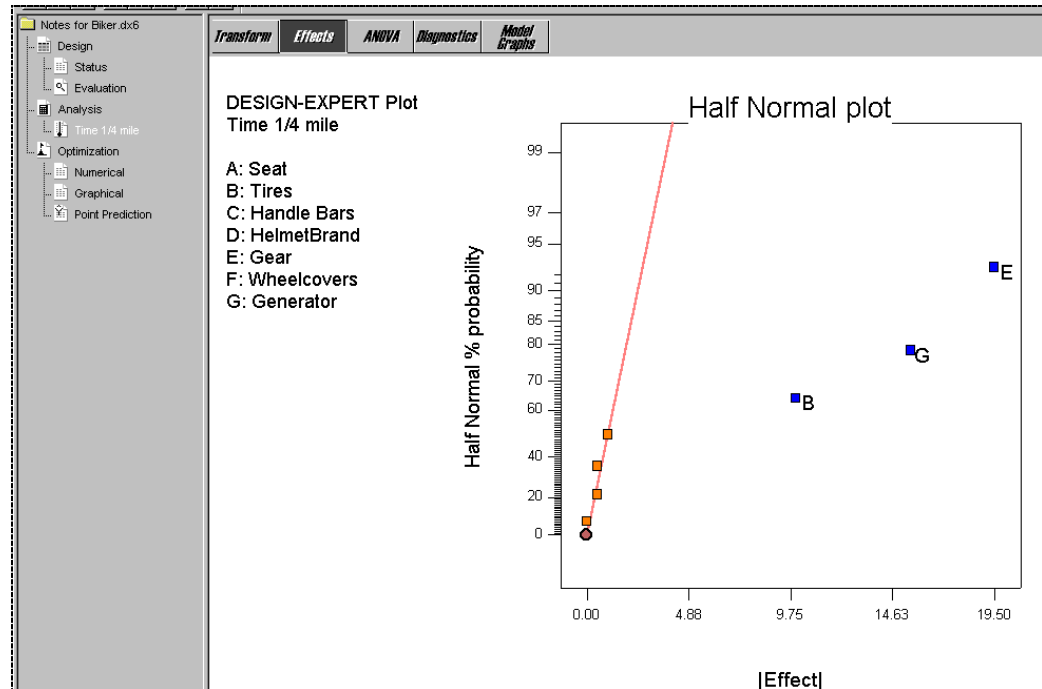 Notes for Biker.dx6
Design
Status
Evaluation
Analysis
Time 1/4 mile
Optimization
Numerical
Graphical
Point Prediction
Transform Effects ANOVA Diagnostics Model Graphs
DESIGN-EXPERT Plot
Time 1/4 mile
A: Seat
B: Tires
C: Handle Bars
D: HelmetBrand
E: Gear
F: Wheelcovers
G: Generator
Half Normal plot
Half Normal % probability
99
97
95
90
85
80
70
60
40
20
0
E
G
B
0.00 4.88 9.75 14.63 19.50
|Effect|